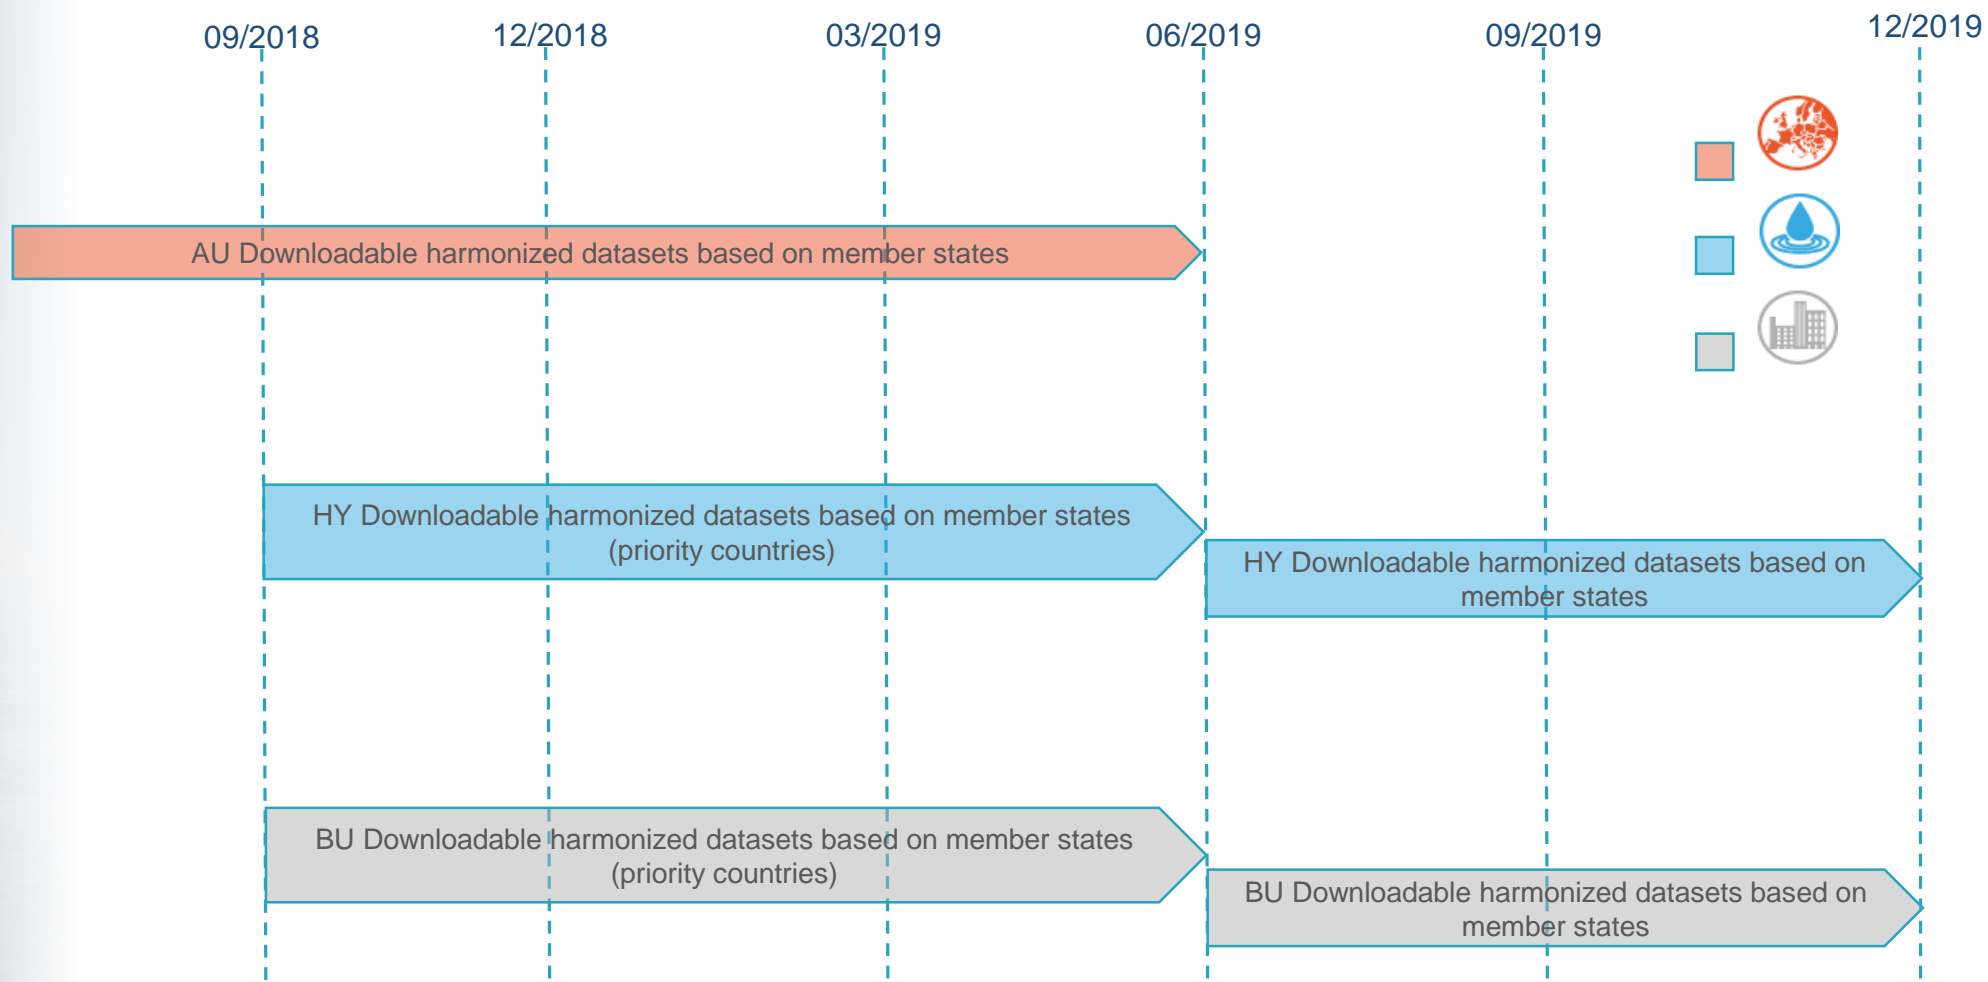 09/2018
12/2018
03/2019
06/2019
09/2019
12/2019
AU Downloadable harmonized datasets based on member states
HY Downloadable harmonized datasets based on member states
(priority countries)
HY Downloadable harmonized datasets based on
member states
BU Downloadable harmonized datasets based on member states
(priority countries)
BU Downloadable harmonized datasets based on
member states